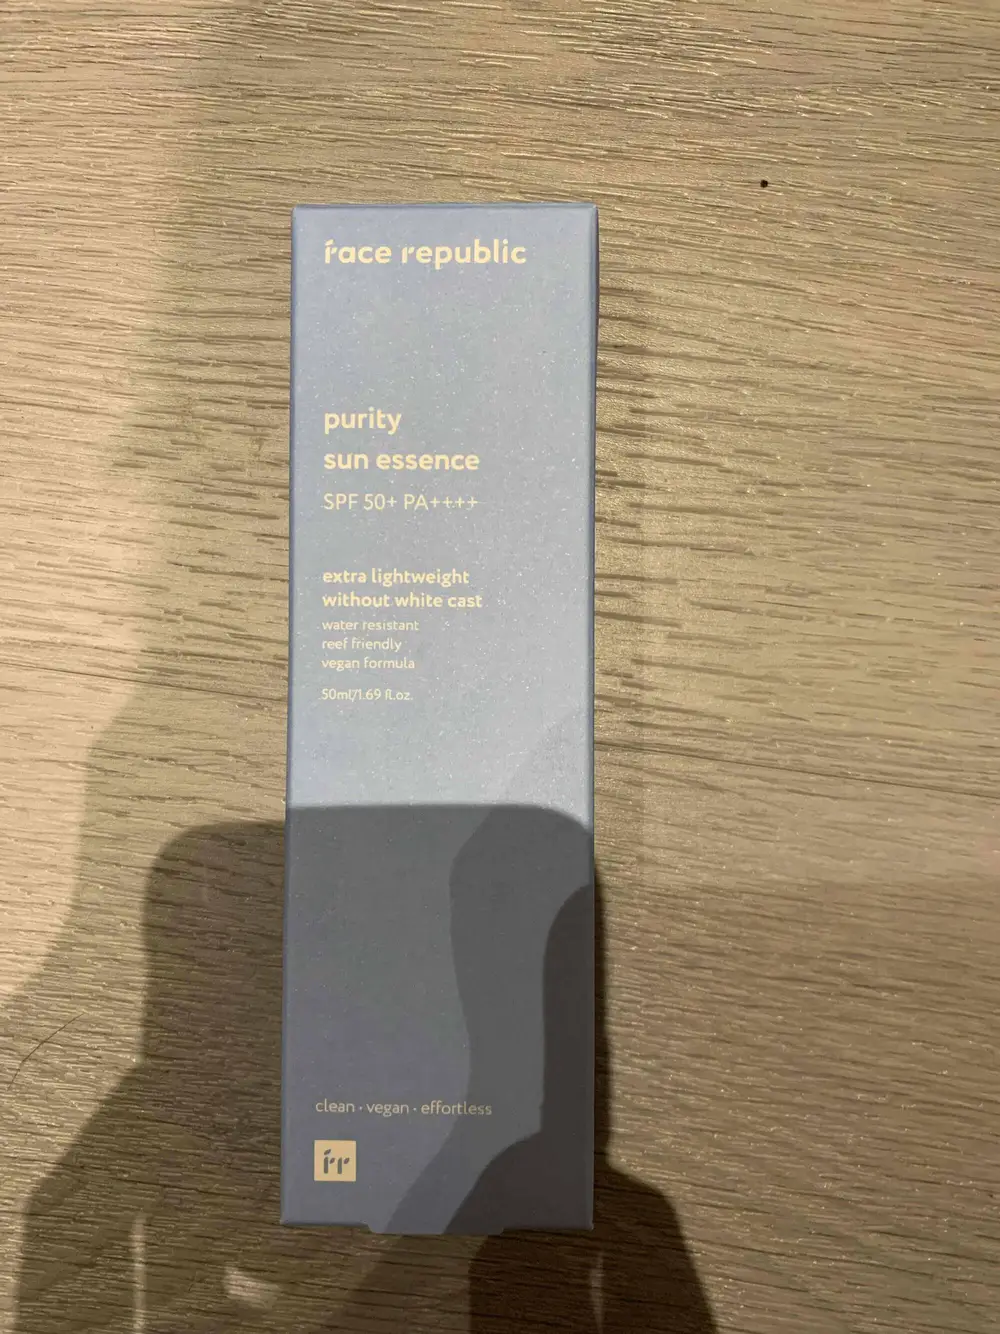 face republic
purity
sun essence
SPF 50+ PA++++
extra lightweight
without white cast
water resistant
reef friendly
vegan formula
50ml/1.69 fl.oz.
clean · vegan · effortless
fr